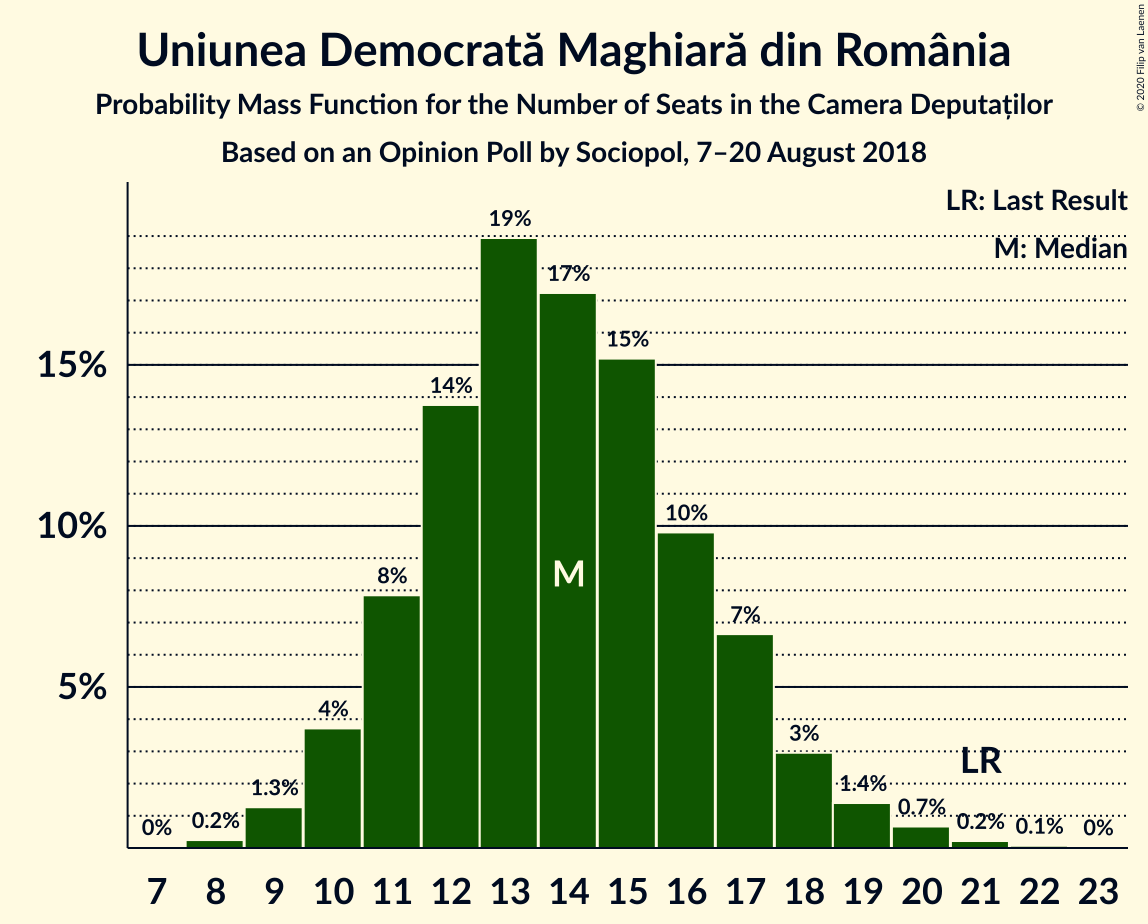 Uniunea Democrată Maghiară din România
Probability Mass Function for the Number of Seats in the Camera Deputaților
Based on an Opinion Poll by Sociopol, 7–20 August 2018
© 2020 Filip van Laenen
LR: Last Result
M: Median
15%
10%
5%
0%
0.2%
1.3%
4%
8%
14%
19%
17%
15%
10%
7%
3%
1.4%
0.7%
0.2%
0.1%
0%
M
LR
7 8 9 10 11 12 13 14 15 16 17 18 19 20 21 22 23